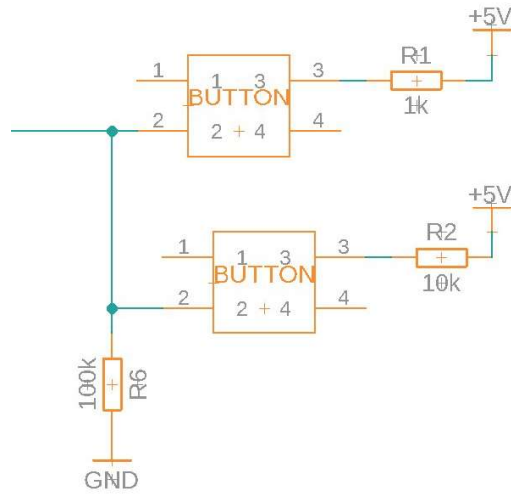 +5V
R1
1 1 3 3
BUTTON
1k
2 2 4 4
+5V
R2
1 1 3 3
BUTTON
10k
2 2 4 4
100k
R6
GND